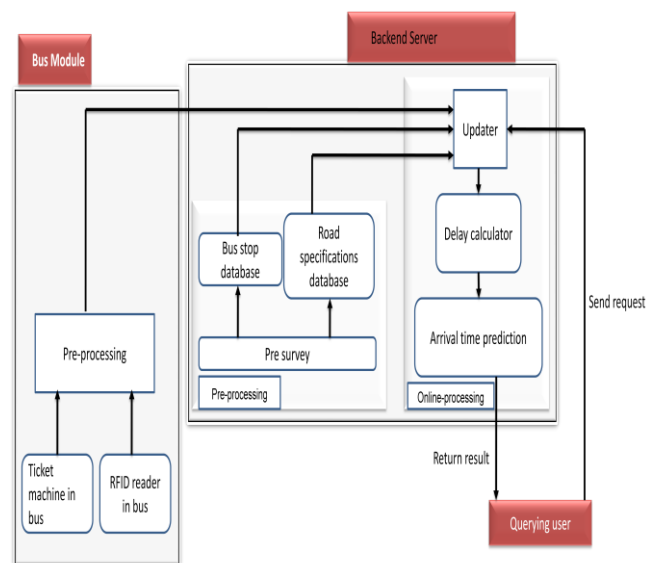 Backend Server
Bus Module
Updater
Bus stop
database
Road
specifications
database
Delay calculator
Send request
Pre-processing
Pre survey
Arrival time prediction
Pre-processing
Online-processing
Return result
Ticket
machine in
bus
RFID reader
in bus
Querying user